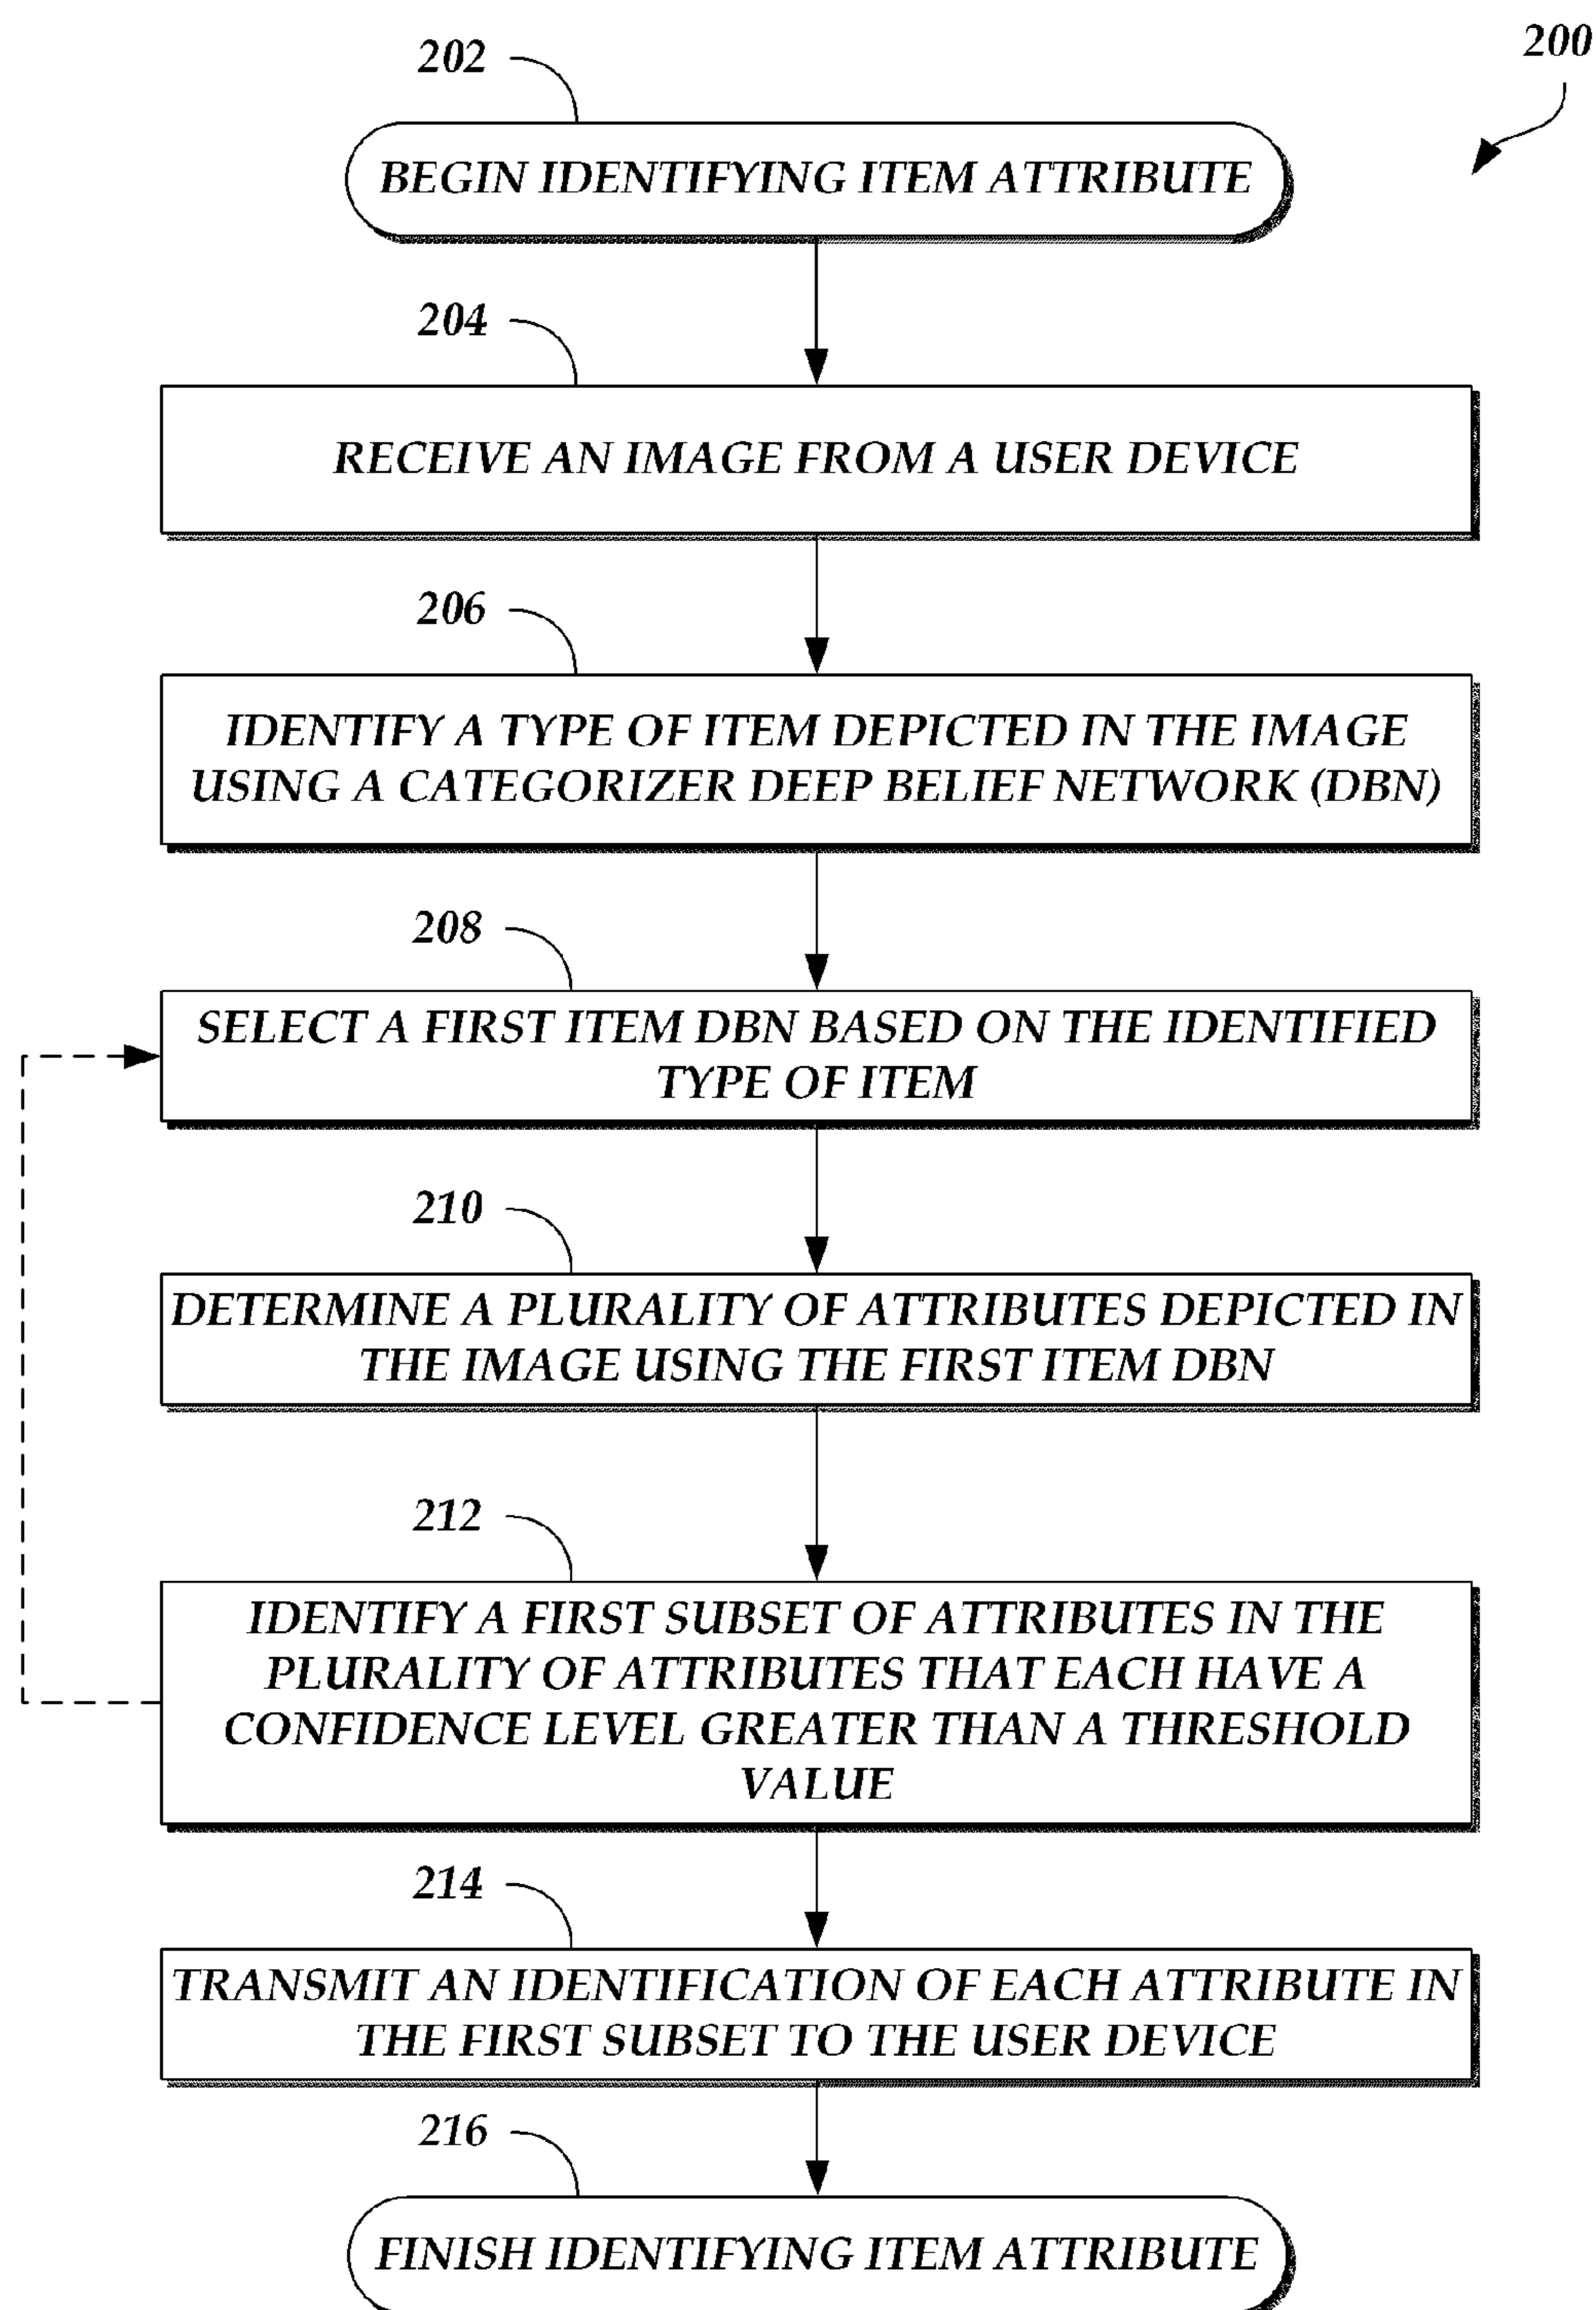 200
202
BEGIN IDENTIFYING ITEM ATTRIBUTE
204
RECEIVE AN IMAGE FROM A USER DEVICE
206
IDENTIFY A TYPE OF ITEM DEPICTED IN THE IMAGE
USING A CATEGORIZER DEEP BELIEF NETWORK (DBN)
208
SELECT A FIRST ITEM DBN BASED ON THE IDENTIFIED
TYPE OF ITEM
210
DETERMINE A PLURALITY OF ATTRIBUTES DEPICTED IN
THE IMAGE USING THE FIRST ITEM DBN
212
IDENTIFY A FIRST SUBSET OF ATTRIBUTES IN THE
PLURALITY OF ATTRIBUTES THAT EACH HAVE A
CONFIDENCE LEVEL GREATER THAN A THRESHOLD
VALUE
214
TRANSMIT AN IDENTIFICATION OF EACH ATTRIBUTE IN
THE FIRST SUBSET TO THE USER DEVICE
216
FINISH IDENTIFYING ITEM ATTRIBUTE